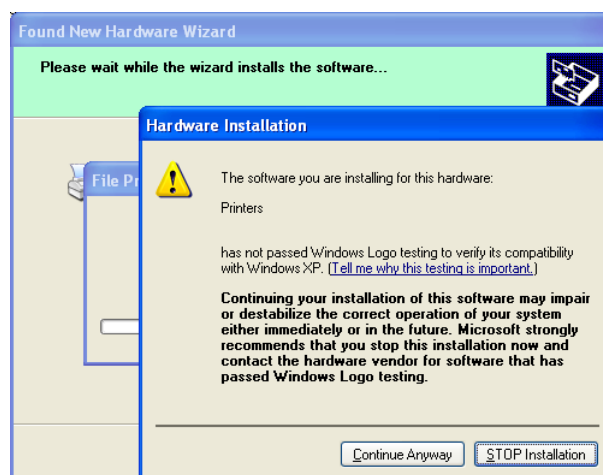 Found New Hardware Wizard
Please wait while the wizard installs the software...
Hardware Installation
File Pr
The software you are installing for this hardware:
Printers
has not passed Windows Logo testing to verify its compatibility
with Windows XP. (Tell me why this testing is important.)
Continuing your installation of this software may impair
or destabilize the correct operation of your system
either immediately or in the future. Microsoft strongly
recommends that you stop this installation now and
contact the hardware vendor for software that has
passed Windows Logo testing.
Continue Anyway
STOP Installation